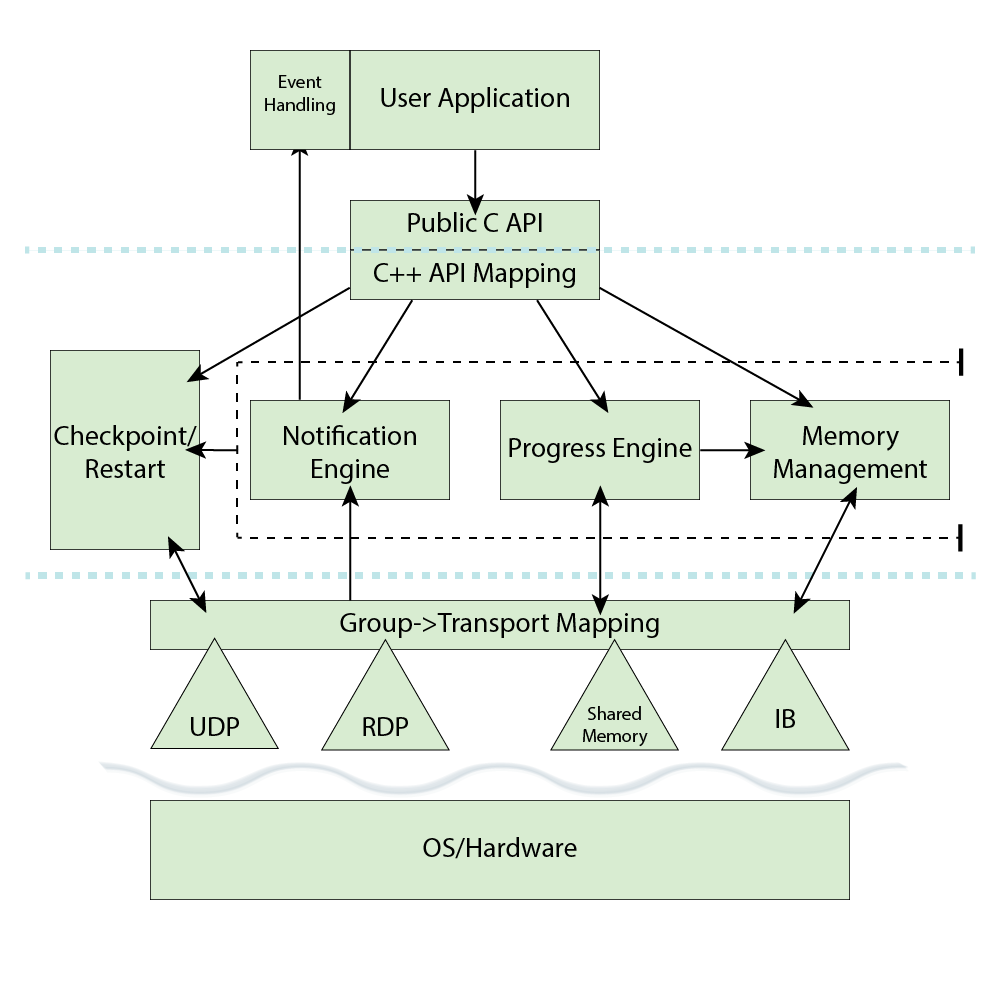 Event
Handling
User Application
Public C API
C++ API Mapping
Checkpoint/
Restart
Notification
Engine
Progress Engine
Memory
Management
Group->Transport Mapping
UDP
RDP
Shared
Memory
IB
OS/Hardware